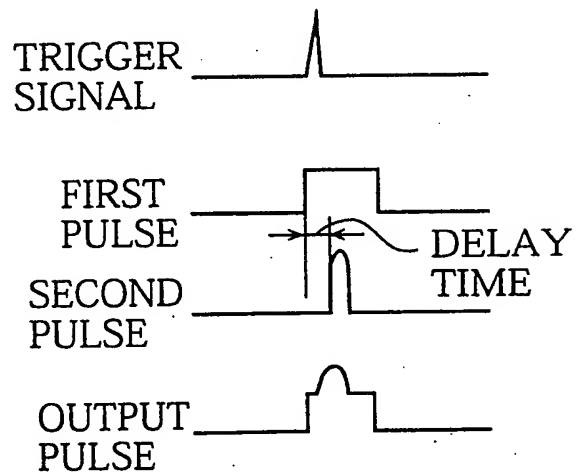 TRIGGER
SIGNAL
FIRST
PULSE
DELAY
TIME
SECOND
PULSE
OUTPUT
PULSE